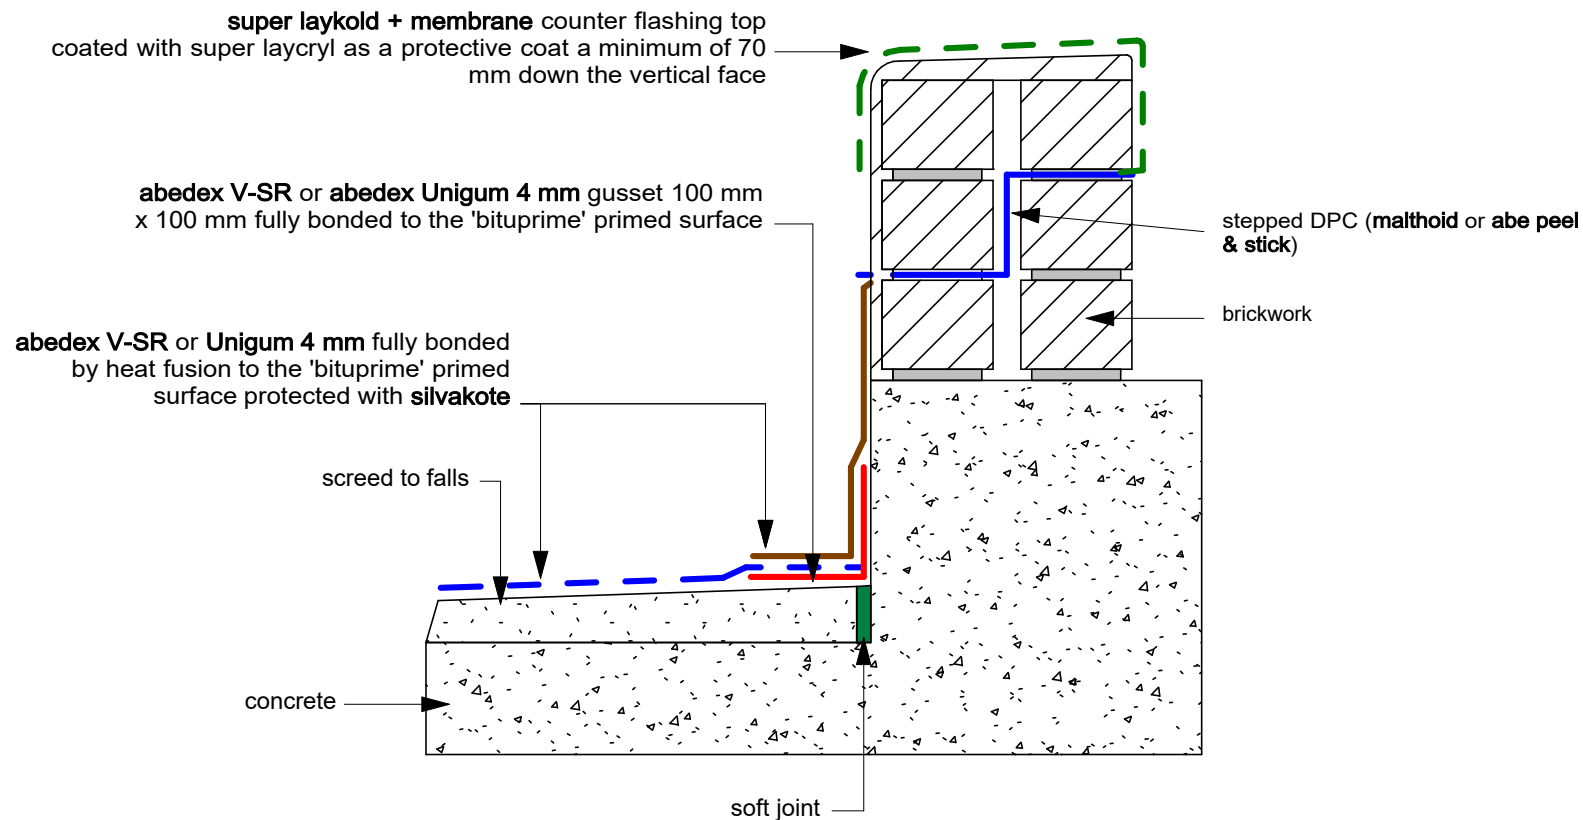 super laykold + membrane counter flashing top
coated with super laycryl as a protective coat a minimum of 70
mm down the vertical face
abedex V-SR or abedex Unigum 4 mm gusset 100 mm
x 100 mm fully bonded to the 'bituprime' primed surface
stepped DPC (malthoid or abe peel
& stick)
brickwork
abedex V-SR or Unigum 4 mm fully bonded
by heat fusion to the 'bituprime' primed
surface protected with silvakote
screed to falls
concrete
soft joint